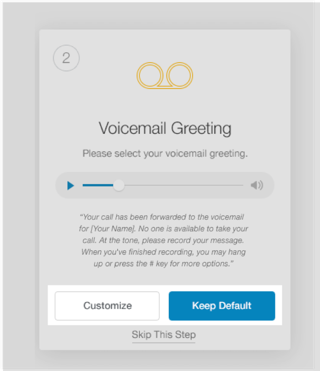 2
Voicemail Greeting
Please select your voicemail greeting.
"Your call has been forwarded to the voicemail
for [Your Name]. No one is available to take your
call. At the tone, please record your message.
When you've finished recording, you may hang
up or press the # key for more options."
Customize
Keep Default
Skip This Step